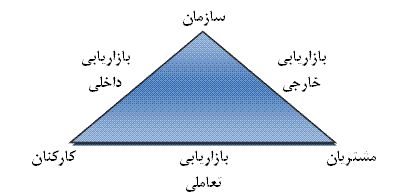 سازمان
بازاریابی
خارجی
بازاریابی
داخلی
مشتریان
بازاریابی
تعاملی
کارکنان